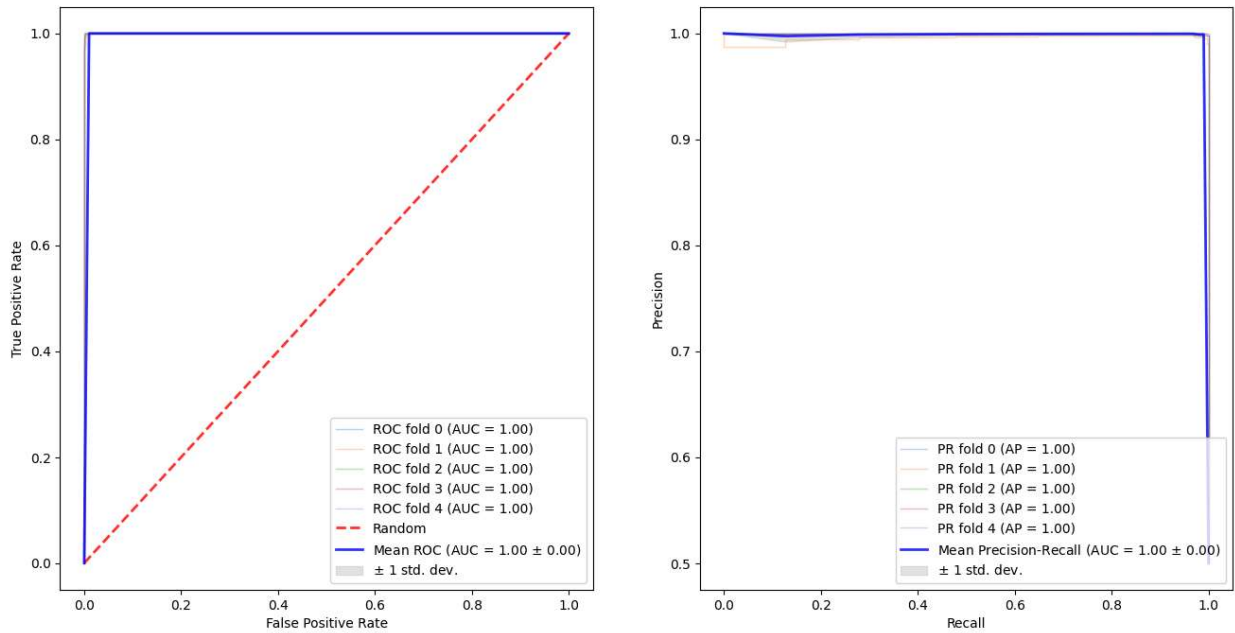 1.0
0.8
0.6
0.4
0.2
0.0
True Positive Rate
0.0
0.2
0.4
0.6
0.8
1.0
False Positive Rate
ROC fold 0 (AUC = 1.00)
ROC fold 1 (AUC = 1.00)
ROC fold 2 (AUC = 1.00)
ROC fold 3 (AUC = 1.00)
ROC fold 4 (AUC = 1.00)
Random
Mean ROC (AUC = 1.00 ± 0.00)
± 1 std. dev.
1.0
0.9
0.8
0.7
0.6
0.5
Precision
0.0
0.2
0.4
0.6
0.8
1.0
Recall
PR fold 0 (AP = 1.00)
PR fold 1 (AP = 1.00)
PR fold 2 (AP = 1.00)
PR fold 3 (AP = 1.00)
PR fold 4 (AP = 1.00)
Mean Precision-Recall (AUC = 1.00 ± 0.00)
± 1 std. dev.